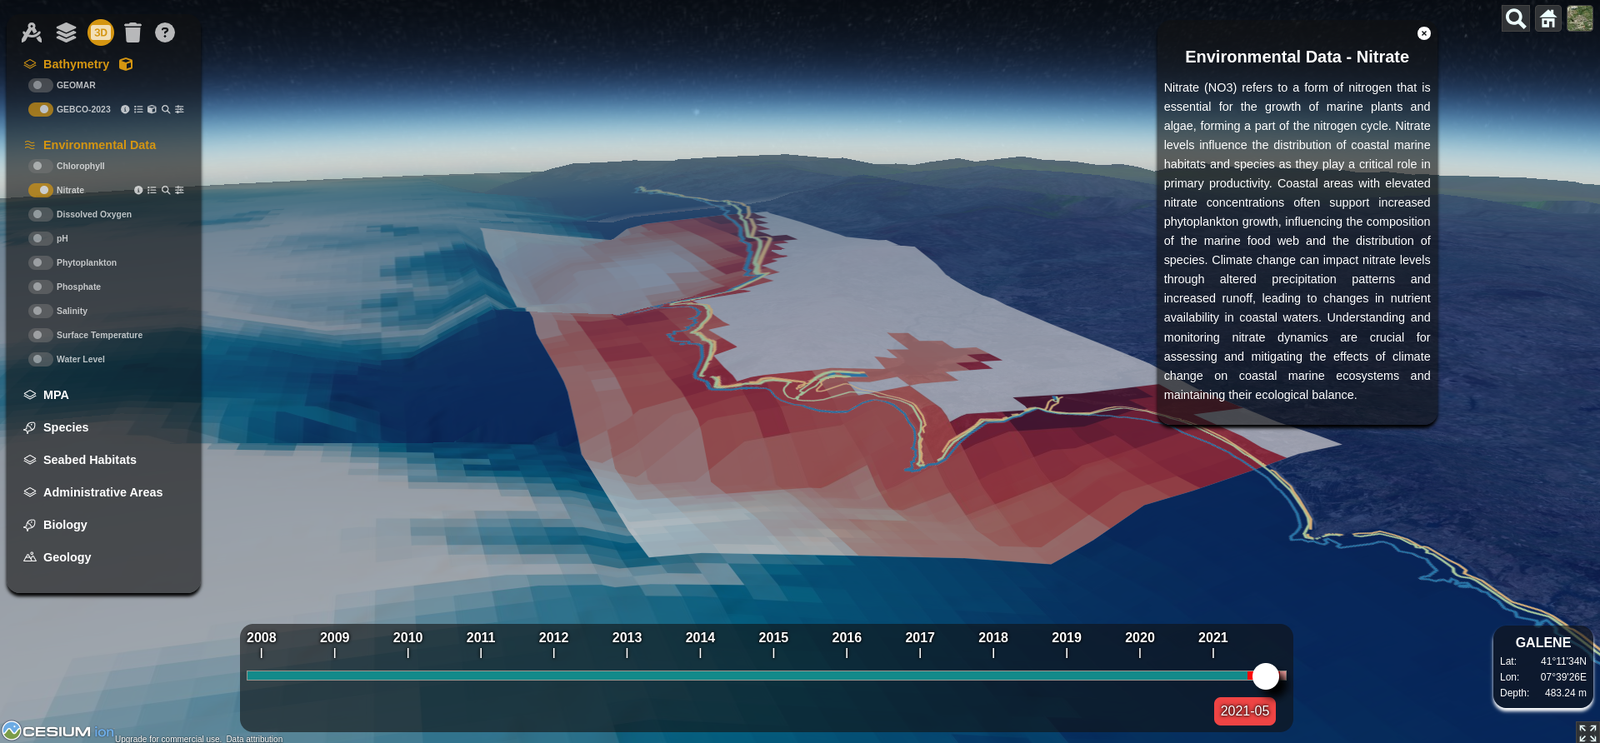 3D
Bathymetry
GEOMAR
GEBCO-2023
Environmental Data
Chlorophyll
Nitrate
Dissolved Oxygen
pH
Phytoplankton
Phosphate
Salinity
Surface Temperature
Water Level
MPA
Species
Seabed Habitats
Administrative Areas
Biology
Geology
Environmental Data - Nitrate
Nitrate (NO3) refers to a form of nitrogen that is
essential for the growth of marine plants and
algae, forming a part of the nitrogen cycle. Nitrate
levels influence the distribution of coastal marine
habitats and species as they play a critical role in
primary productivity. Coastal areas with elevated
nitrate concentrations often support increased
phytoplankton growth, influencing the composition
of the marine food web and the distribution of
species. Climate change can impact nitrate levels
through altered precipitation patterns and
increased runoff, leading to changes in nutrient
availability in coastal waters. Understanding and
monitoring nitrate dynamics are crucial for
assessing and mitigating the effects of climate
change on coastal marine ecosystems and
maintaining their ecological balance.
2008 2009 2010 2011 2012 2013 2014 2015 2016 2017 2018 2019 2020 2021
2021-05
GALENE
Lat: 41°11'34N
Lon: 07°39'26E
Depth: 483.24 m
CESIUM ion
Upgrade for commercial use. Data attribution